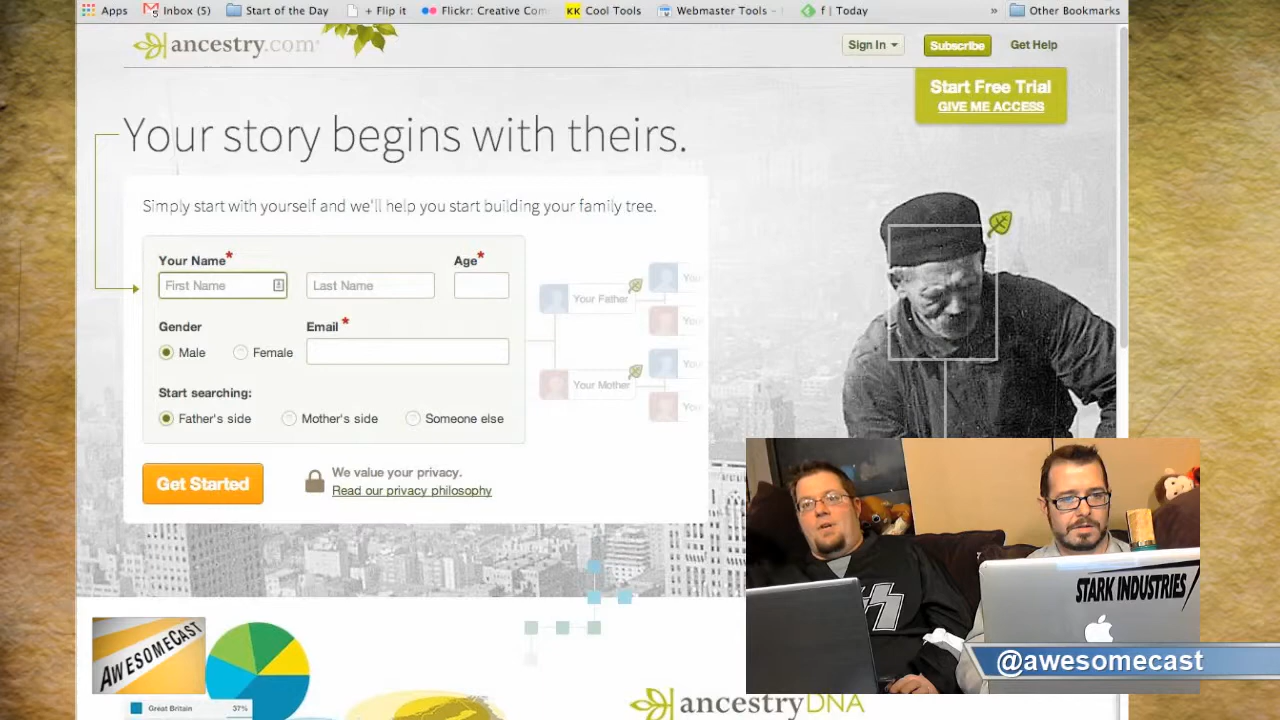 Apps Inbox (5) Start of the Day + Flip it Flickr: Creative Com KK Cool Tools Webmaster Tools - f | Today » Other Bookmarks
ancestry.com
Sign In Subscribe Get Help
Start Free Trial
GIVE ME ACCESS
Your story begins with theirs.
Simply start with yourself and we'll help you start building your family tree.
Your Name* Age*
First Name Last Name
Your Father
Gender Email *
Male Female
Your Mother
Start searching:
Father's side Mother's side Someone else
Get Started
We value your privacy.
Read our privacy philosophy
STARK INDUSTRIES
AWESOMECAST
@awesomecast
Great Britain 37%
ancestryDNA